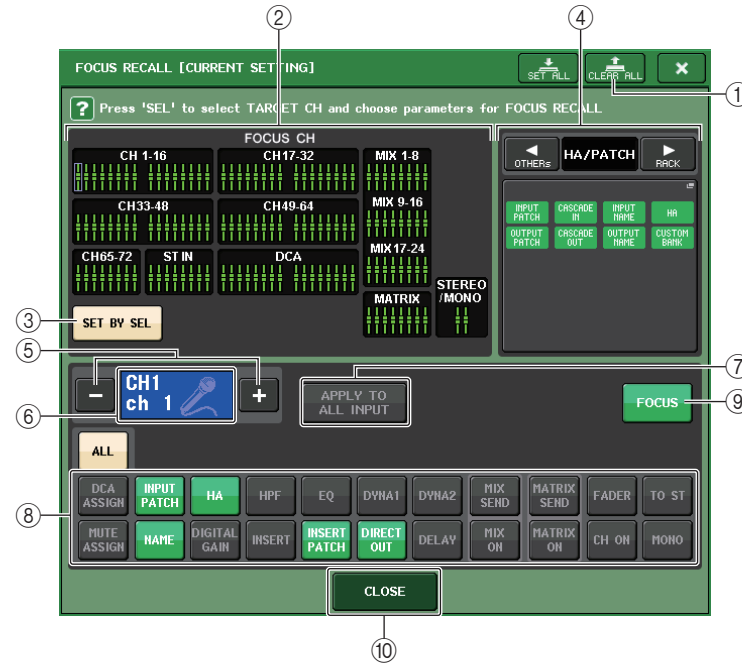 ② ④
FOCUS RECALL [CURRENT SETTING]
SET ALL
CLEAR ALL
①
? Press 'SEL' to select TARGET CH and choose parameters for FOCUS RECALL
FOCUS CH
CH 1-16
CH17-32
MIX 1-8
CH33-48
CH49-64
MIX 9-16
CH65-72
ST IN
DCA
MIX17-24
MATRIX
STEREO
/MONO
OTHERs
HA/PATCH
RACK
INPUT
PATCH
CASCADE
IN
INPUT
NAME
HA
OUTPUT
PATCH
CASCADE
OUT
OUTPUT
NAME
CUSTOM
BANK
③
SET BY SEL
⑤
⑥
−
CH1
ch 1
+
APPLY TO
ALL INPUT
⑦
FOCUS
⑨
ALL
⑧
DCA
ASSIGN
INPUT
PATCH
HA
HPF
EQ
DYNA1
DYNA2
MIX
SEND
MATRIX
SEND
FADER
TO ST
MUTE
ASSIGN
NAME
DIGITAL
GAIN
INSERT
INSERT
PATCH
DIRECT
OUT
DELAY
MIX
ON
MATRIX
ON
CH ON
MONO
CLOSE
⑩